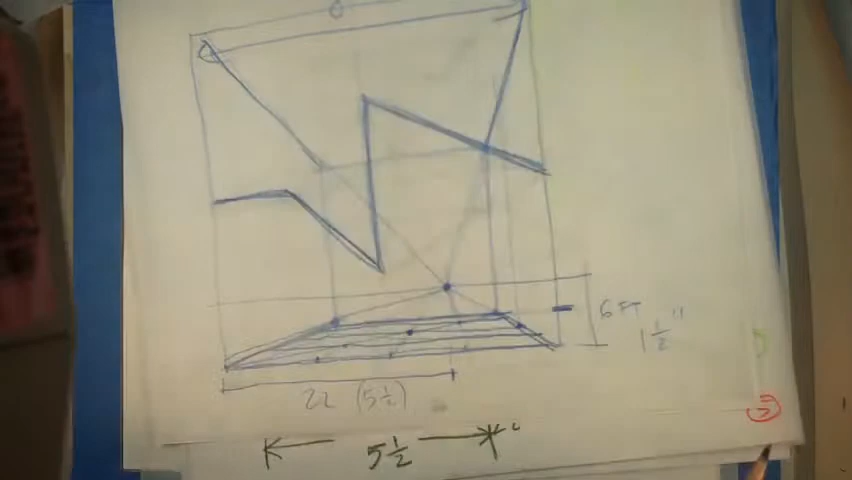 6 FT
1 1/2 "
22 (5 1/2)
5 1/2 "